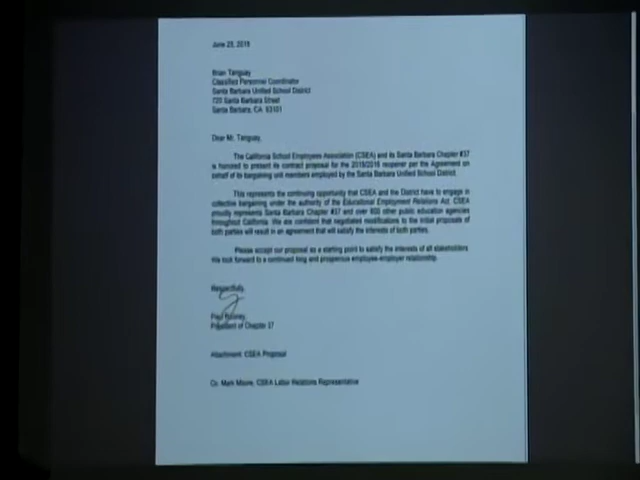 June 23, 2015
Brian Tanguay
Classified Personnel Coordinator
Santa Barbara Unified School District
720 Santa Barbara Street
Santa Barbara, CA 93101
Dear Mr. Tanguay,
The California School Employees Association (CSEA) and its Santa Barbara Chapter #37
is honored to present its contract proposal for the 2015/2016 reopener per the Agreement on
behalf of its bargaining unit members employed by the Santa Barbara Unified School District.
This represents the continuing opportunity that CSEA and the District have to engage in
collective bargaining under the authority of the Educational Employment Relations Act. CSEA
proudly represents Santa Barbara Chapter #37 and over 800 other public education agencies
throughout California. We are confident that negotiated modifications to the initial proposals of
both parties will result in an agreement that will satisfy the interests of both parties.
Please accept our proposal as a starting point to satisfy the interests of all stakeholders
We look forward to a continued long and prosperous employee-employer relationship.
Respectfully,
Paul Rooney,
President of Chapter 37
Attachment: CSEA Proposal
Cc: Mark Moore, CSEA Labor Relations Representative